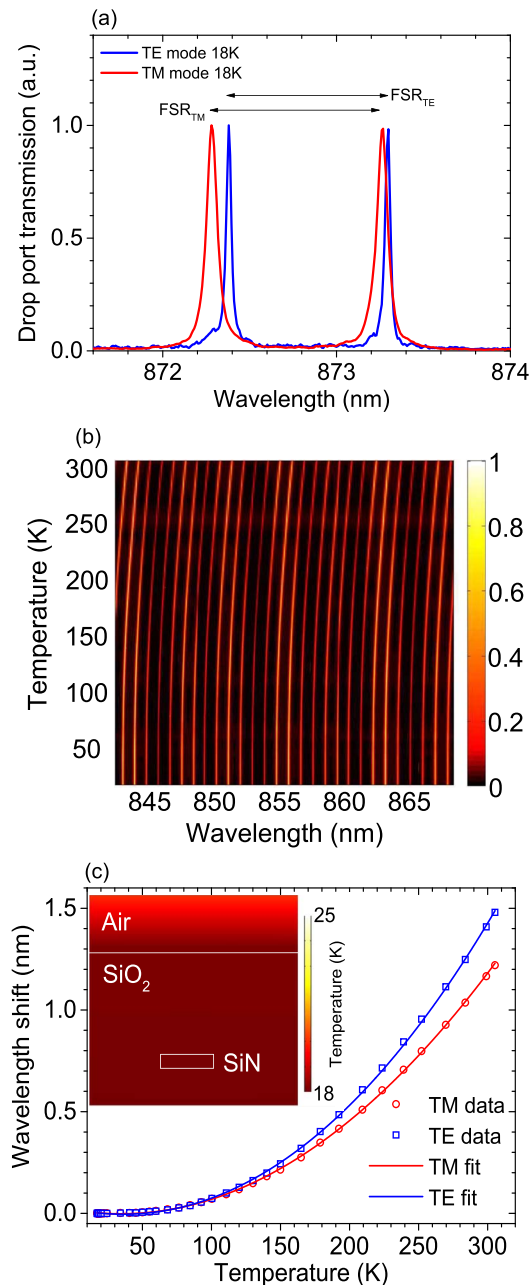 (a)
TE mode 18K
TM mode 18K
FSR_TE
FSR_TM
1.0
0.5
0.0
Drop port transmission (a.u.)
872 873 874
Wavelength (nm)
(b)
300
250
200
150
100
50
Temperature (K)
1
0.8
0.6
0.4
0.2
0
845 850 855 860 865
Wavelength (nm)
(c)
1.5
1.0
0.5
0.0
Wavelength shift (nm)
Air
SiO₂
SiN
25
Temperature (K)
18
TM data
TE data
TM fit
TE fit
0 50 100 150 200 250 300
Temperature (K)